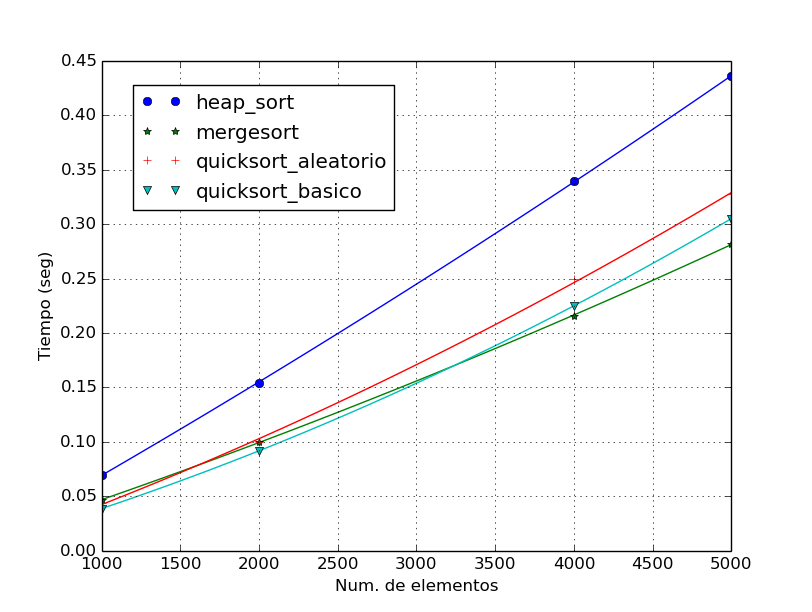 0.45
0.40
0.35
0.30
0.25
0.20
0.15
0.10
0.05
0.00
Tiempo (seg)
heap_sort
mergesort
quicksort_aleatorio
quicksort_basico
1000 1500 2000 2500 3000 3500 4000 4500 5000
Num. de elementos